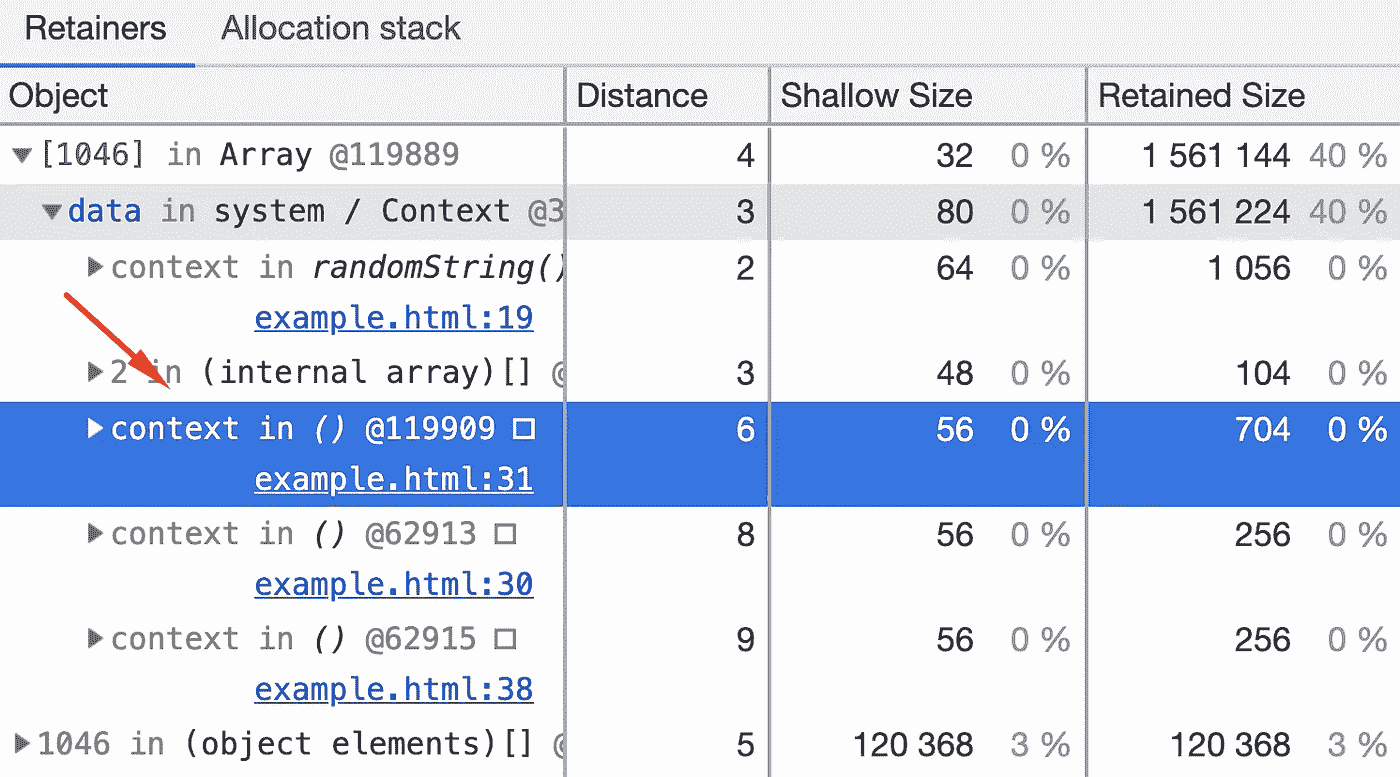 Retainers Allocation stack
Object Distance Shallow Size Retained Size
[1046] in Array @119889 4 32 0 % 1 561 144 40 %
data in system / Context @3 3 80 0 % 1 561 224 40 %
context in randomString() 2 64 0 % 1 056 0 %
example.html:19
2 in (internal array)[] @ 3 48 0 % 104 0 %
context in () @119909 6 56 0 % 704 0 %
example.html:31
context in () @62913 8 56 0 % 256 0 %
example.html:30
context in () @62915 9 56 0 % 256 0 %
example.html:38
1046 in (object elements)[] @ 5 120 368 3 % 120 368 3 %